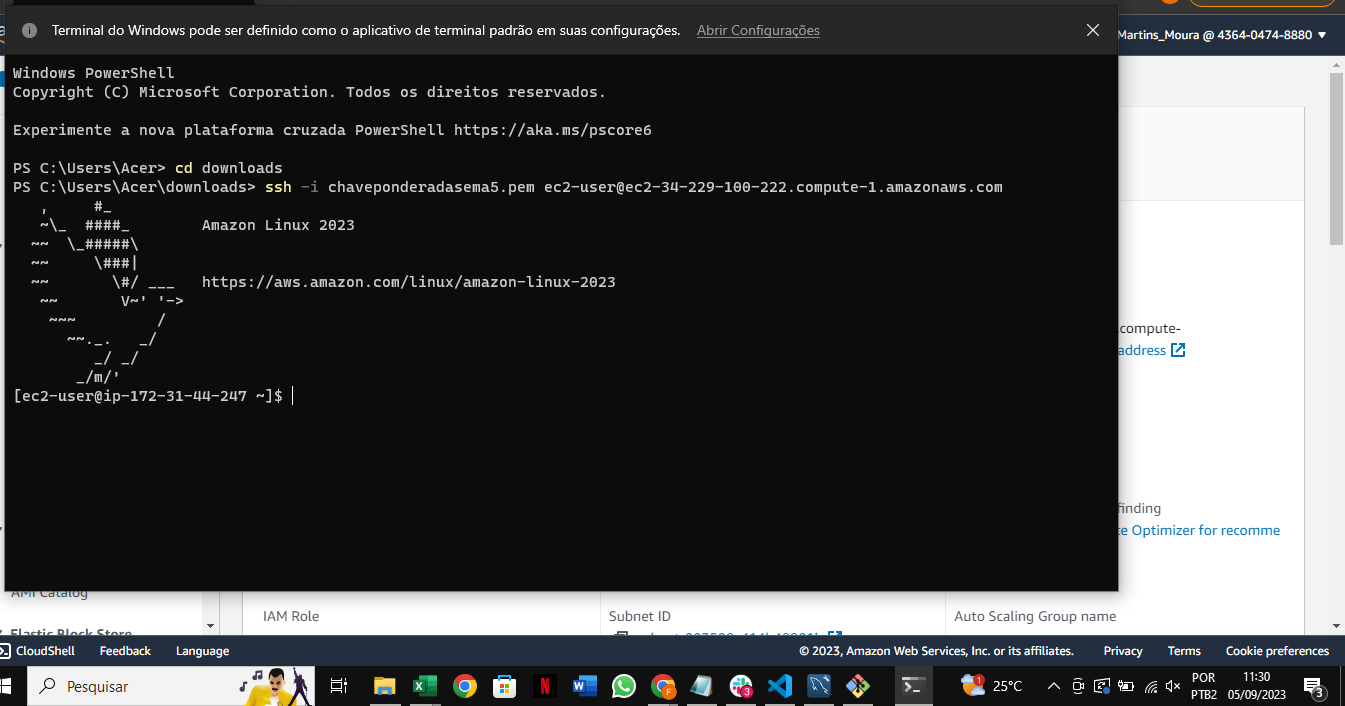 Terminal do Windows pode ser definido como o aplicativo de terminal padrão em suas configurações. Abrir Configurações
Martins_Moura @ 4364-0474-8880
Windows PowerShell
Copyright (C) Microsoft Corporation. Todos os direitos reservados.
Experimente a nova plataforma cruzada PowerShell https://aka.ms/pscore6
PS C:\Users\Acer> cd downloads
PS C:\Users\Acer\downloads> ssh -i chaveponderadasema5.pem ec2-user@ec2-34-229-100-222.compute-1.amazonaws.com
   ,     #_
   ~\_  ####_        Amazon Linux 2023
  ~~  \_#####\
  ~~     \###|
  ~~       \#/ ___   https://aws.amazon.com/linux/amazon-linux-2023
   ~~       V~' '->
    ~~~         /
      ~~._.   _/
         _/ _/
       _/m/'
[ec2-user@ip-172-31-44-247 ~]$
.compute-
address
finding
Optimizer for recomme
AMI Catalog
IAM Role
Subnet ID
Auto Scaling Group name
Elastic Block Store
CloudShell Feedback Language © 2023, Amazon Web Services, Inc. or its affiliates. Privacy Terms Cookie preferences
Pesquisar
25°C
POR
PTB2
11:30
05/09/2023
3